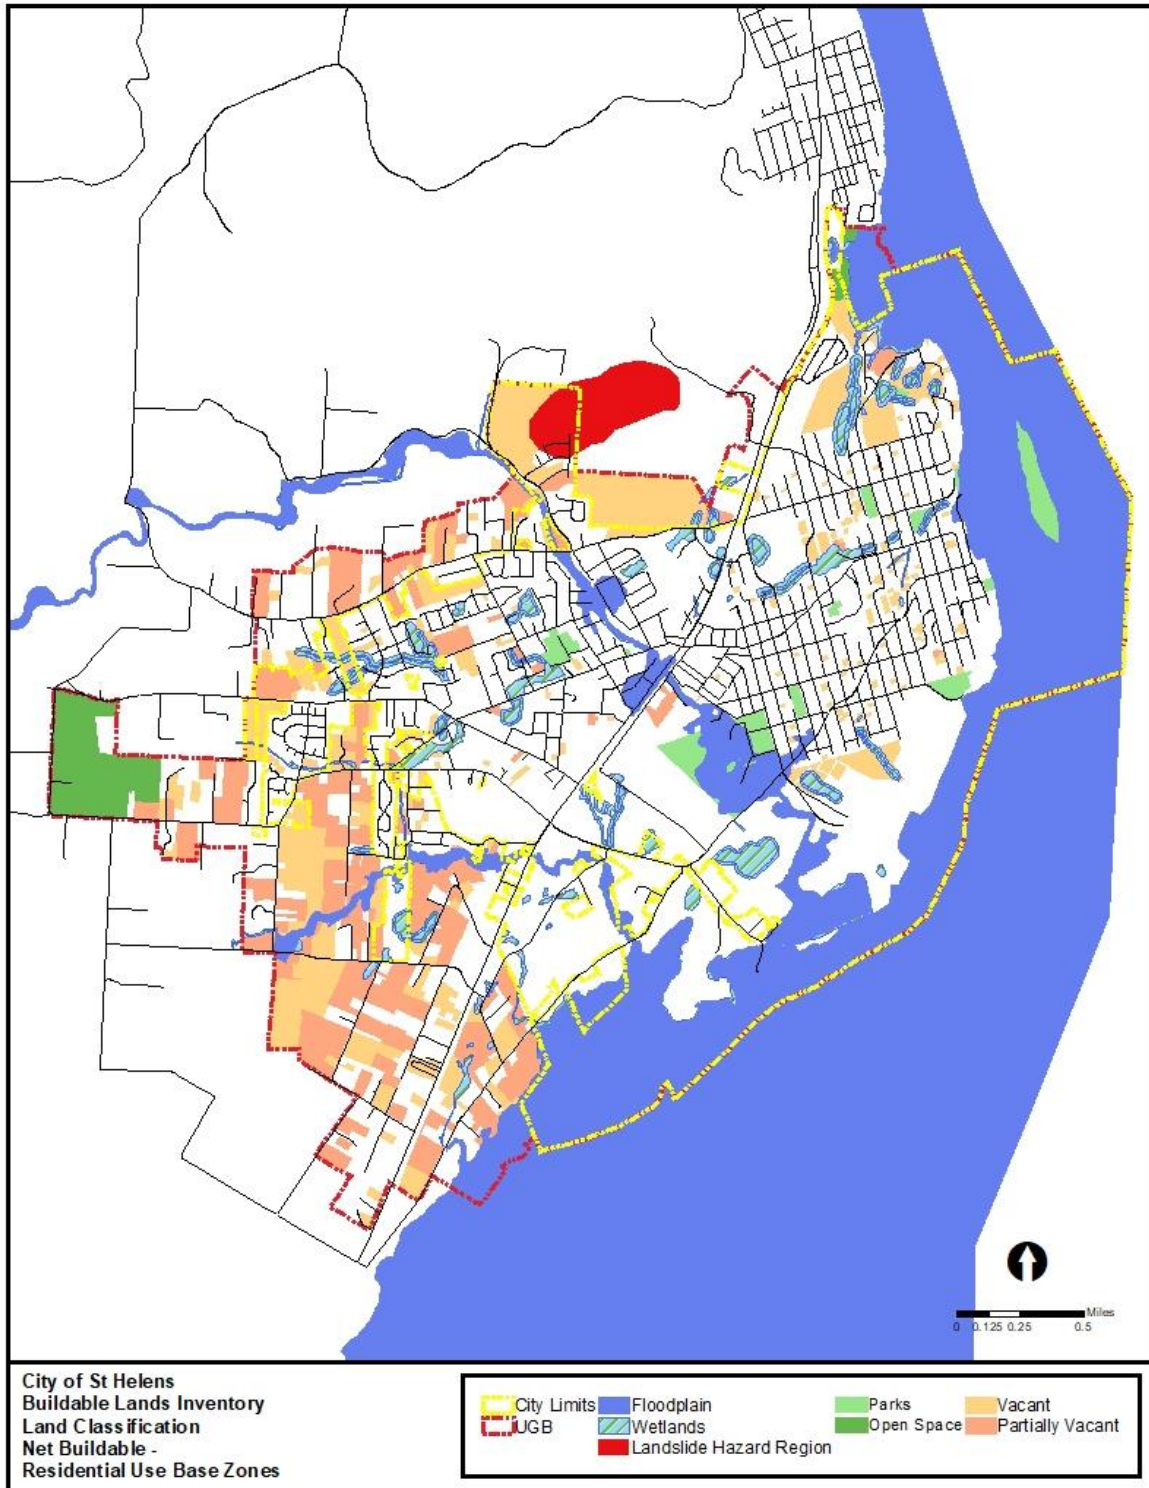 Miles
0 0.125 0.25 0.5
City of St Helens
Buildable Lands Inventory
Land Classification
Net Buildable -
Residential Use Base Zones
City Limits Floodplain Parks Vacant
UGB Wetlands Open Space Partially Vacant
Landslide Hazard Region